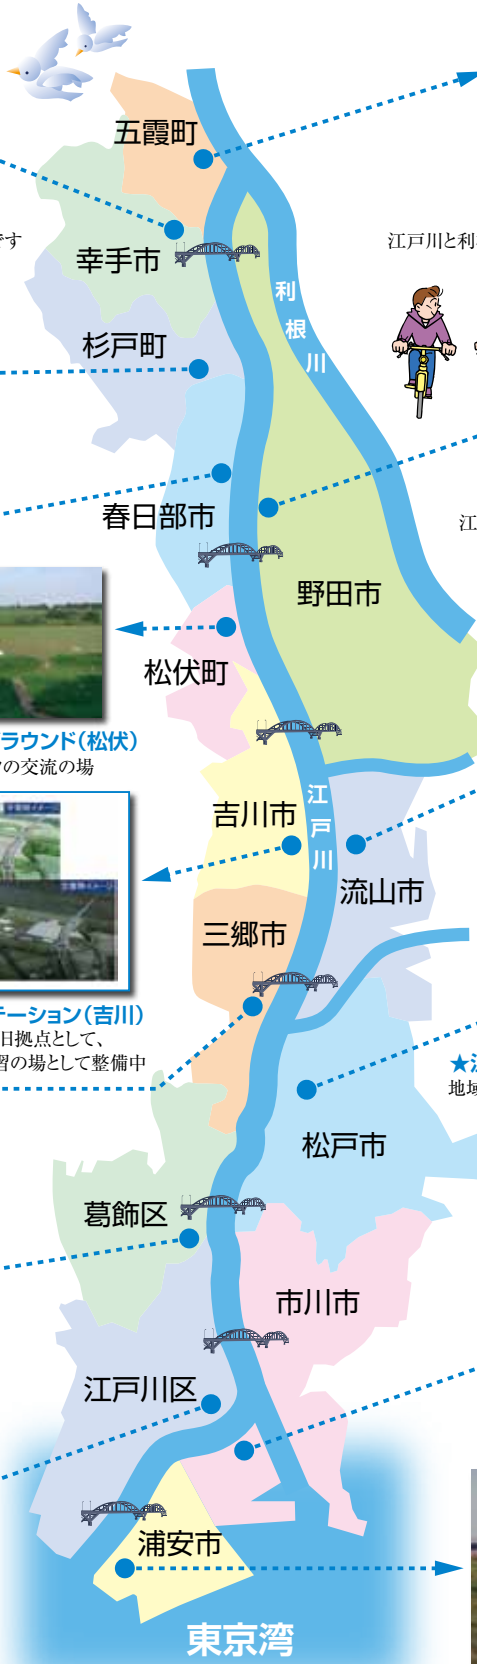 五霞町
です
幸手市
江戸川と利
利根川
杉戸町
春日部市
江
野田市
松伏町
ラウンド(松伏)
の交流の場
江戸川
吉川市
流山市
三郷市
テーション(吉川)
旧拠点として、
習の場として整備中
地域
松戸市
葛飾区
市川市
江戸川区
浦安市
東京湾